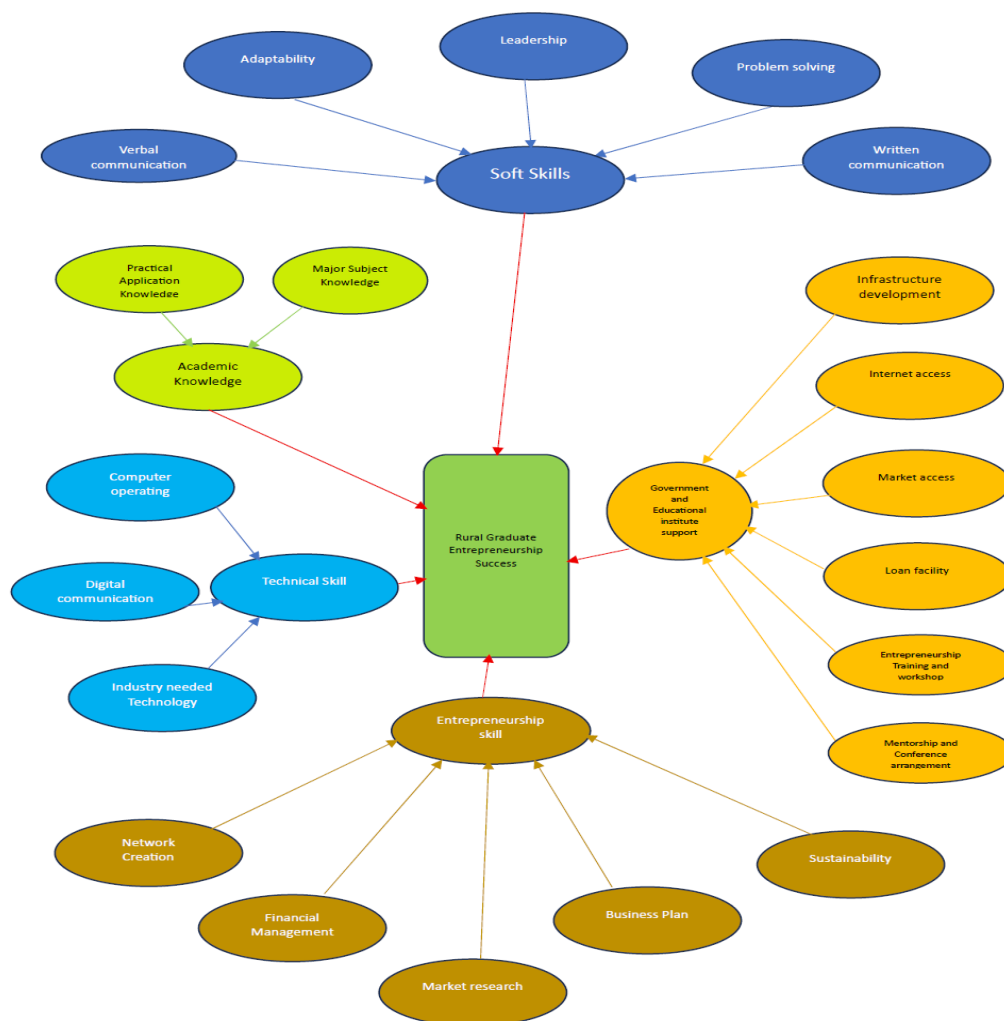 Leadership
Adaptability
Problem solving
Verbal
communication
Written
communication
Soft Skills
Practical
Application
Knowledge
Major Subject
Knowledge
Infrastructure
development
Academic
Knowledge
Internet access
Computer
operating
Market access
Government
and
Educational
institute
support
Rural Graduate
Entrepreneurship
Success
Digital
communication
Technical Skill
Loan facility
Industry needed
Technology
Entrepreneurship
Training and
workshop
Entrepreneurship
skill
Mentorship and
Conference
arrangement
Network
Creation
Sustainability
Financial
Management
Business Plan
Market research